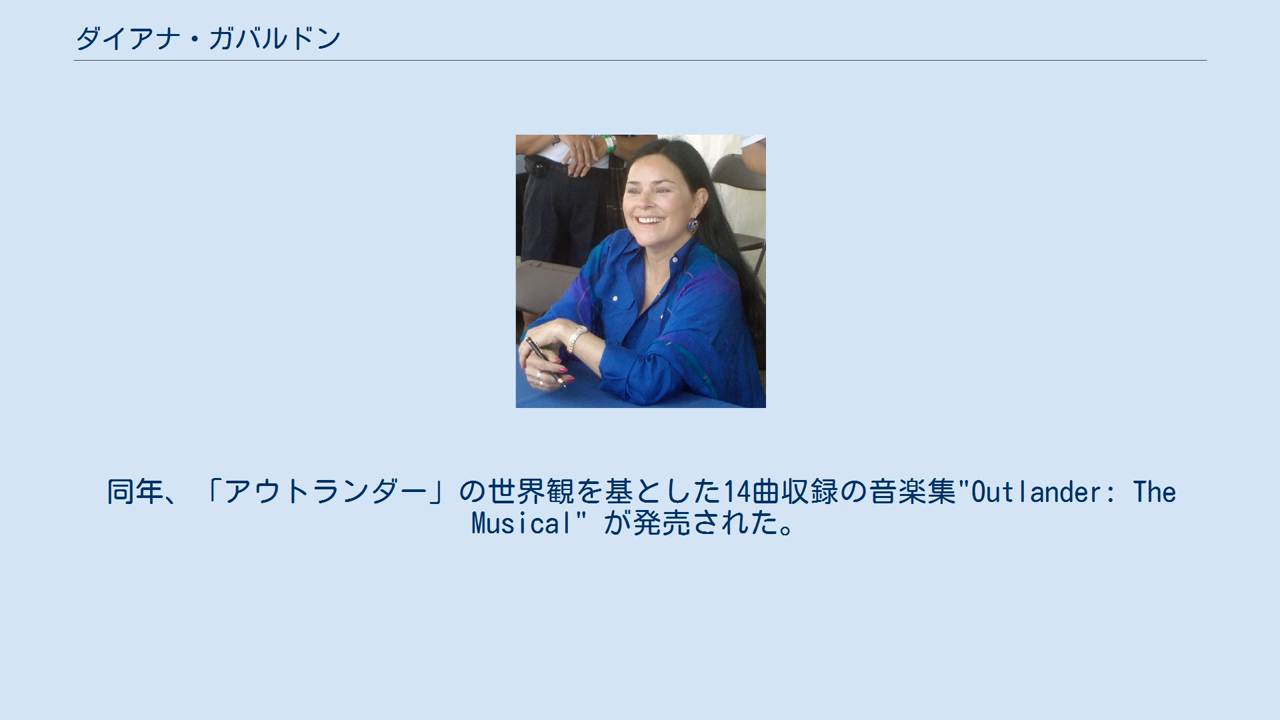 ダイアナ・ガバルドン
同年、「アウトランダー」の世界観を基とした14曲収録の音楽集"Outlander: The
Musical" が発売された。